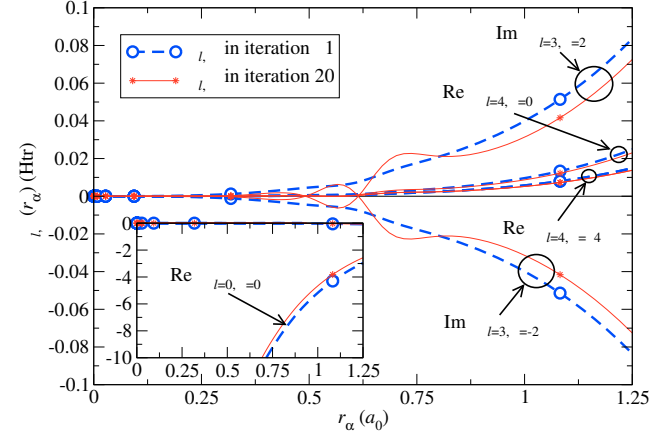 0.1
0.08
0.06
0.04
0.02
0
-0.02
-0.04
-0.06
-0.08
-0.1
l, (rα) (Htr)
l, in iteration 1
l, in iteration 20
Im
l=3, =2
Re
l=4, =0
Re
l=4, = 4
Im
l=3, =-2
0
-2
-4
-6
-8
-10
Re
l=0, =0
0 0.25 0.5 0.75 1 1.25
0 0.25 0.5 0.75 1 1.25
rα (a0)